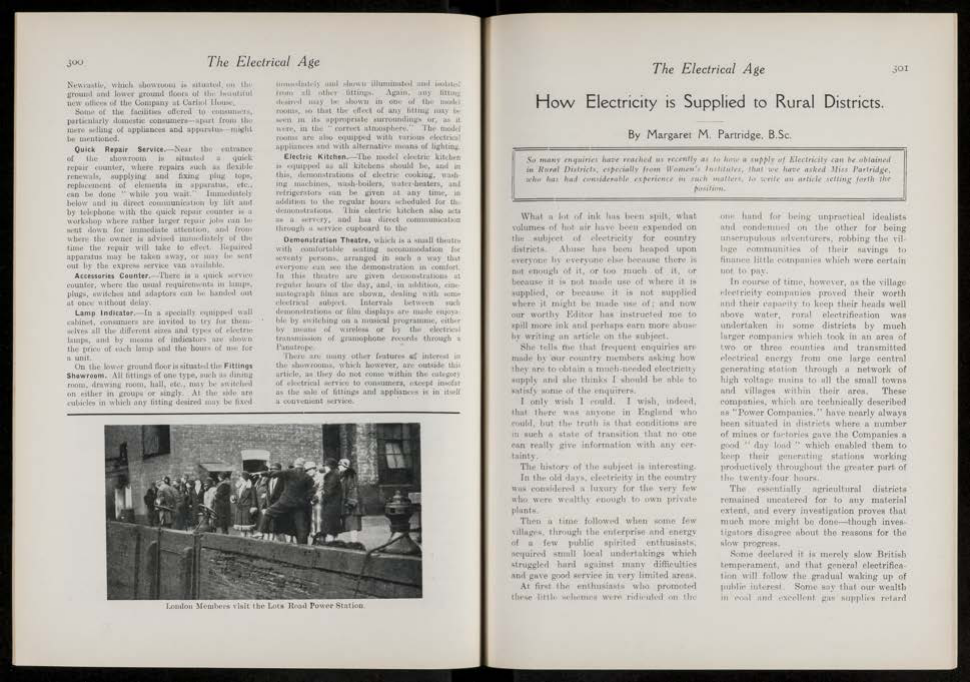 300
The Electrical Age
Newcastle, which showroom is situated on the
ground and lower ground floors of the beautiful
new offices of the Company at Carliol House.
Some of the facilities offered to consumers,
particularly domestic consumers—apart from the
mere selling of appliances and apparatus—might
be mentioned.
Quick Repair Service.—Near the entrance
of the showroom is situated a quick
repair counter, where repairs such as flexible
renewals, supplying and fixing plug tops,
replacement of elements in apparatus, etc.,
can be done "while you wait." Immediately
below and in direct communication by lift and
by telephone with the quick repair counter is a
workshop where rather larger repair jobs can be
sent down for immediate attention, and from
where the owner is advised immediately of the
time the repair will take to effect. Repaired
apparatus may be taken away, or may be sent
out by the express service van available.
Accessories Counter.—There is a quick service
counter, where the usual requirements in lamps,
plugs, switches and adaptors can be handed out
at once without delay.
Lamp Indicator.—In a specially equipped wall
cabinet, consumers are invited to try for them-
selves all the different sizes and types of electric
lamps, and by means of indicators are shown
the price of each lamp and the hours of use for
a unit.
On the lower ground floor is situated the Fittings
Showroom. All fittings of one type, such as dining
room, drawing room, hall, etc., may be switched
on either in groups or singly. At the side are
cubicles in which any fitting desired may be fixed
immediately and shown illuminated and isolated
from all other fittings. Again, any fitting
desired may be shown in one of the model
rooms, so that the effect of any fitting may be
seen in its appropriate surroundings or, as it
were, in the "correct atmosphere." The model
rooms are also equipped with various electrical
appliances and with alternative means of lighting.
Electric Kitchen.—The model electric kitchen
is equipped as all kitchens should be, and in
this, demonstrations of electric cooking, wash-
ing machines, wash-boilers, water-heaters, and
refrigerators can be given at any time, in
addition to the regular hours scheduled for the
demonstrations. This electric kitchen also acts
as a servery, and has direct communication
through a service cupboard to the
Demonstration Theatre, which is a small theatre
with comfortable seating accommodation for
seventy persons, arranged in such a way that
everyone can see the demonstration in comfort.
In this theatre are given demonstrations at
regular hours of the day, and, in addition, cine-
matograph films are shown, dealing with some
electrical subject. Intervals between such
demonstrations or film displays are made enjoya-
ble by switching on a musical programme, either
by means of wireless or by the electrical
transmission of gramophone records through a
Panatrope.
There are many other features of interest in
the showrooms, which however, are outside this
article, as they do not come within the category
of electrical service to consumers, except insofar
as the sale of fittings and appliances is in itself
a convenient service.
London Members visit the Lots Road Power Station.
The Electrical Age
301
How Electricity is Supplied to Rural Districts.
By Margaret M. Partridge, B.Sc.
So many enquiries have reached us recently as to how a supply of Electricity can be obtained
in Rural Districts, especially from Women's Institutes, that we have asked Miss Partridge,
who has had considerable experience in such matters, to write an article setting forth the
position.
What a lot of ink has been spilt, what
volumes of hot air have been expended on
the subject of electricity for country
districts. Abuse has been heaped upon
everyone by everyone else because there is
not enough of it, or too much of it, or
because it is not made use of where it is
supplied, or because it is not supplied
where it might be made use of; and now
our worthy Editor has instructed me to
spill more ink and perhaps earn more abuse
by writing an article on the subject.
She tells me that frequent enquiries are
made by our country members asking how
they are to obtain a much-needed electricity
supply and she thinks I should be able to
satisfy some of the enquirers.
I only wish I could. I wish, indeed,
that there was anyone in England who
could, but the truth is that conditions are
in such a state of transition that no one
can really give information with any cer-
tainty.
The history of the subject is interesting.
In the old days, electricity in the country
was considered a luxury for the very few
who were wealthy enough to own private
plants.
Then a time followed when some few
villages, through the enterprise and energy
of a few public spirited enthusiasts,
acquired small local undertakings which
struggled hard against many difficulties
and gave good service in very limited areas.
At first the enthusiasts who promoted
these little schemes were ridiculed on the
one hand for being unpractical idealists
and condemned on the other for being
unscrupulous adventurers, robbing the vil-
lage communities of their savings to
finance little companies which were certain
not to pay.
In course of time, however, as the village
electricity companies proved their worth
and their capacity to keep their heads well
above water, rural electrification was
undertaken in some districts by much
larger companies which took in an area of
two or three counties and transmitted
electrical energy from one large central
generating station through a network of
high voltage mains to all the small towns
and villages within their area. These
companies, which are technically described
as "Power Companies," have nearly always
been situated in districts where a number
of mines or factories gave the Companies a
good "day load" which enabled them to
keep their generating stations working
productively throughout the greater part of
the twenty-four hours.
The essentially agricultural districts
remained uncatered for to any material
extent, and every investigation proves that
much more might be done—though inves-
tigators disagree about the reasons for the
slow progress.
Some declared it is merely slow British
temperament, and that general electrifica-
tion will follow the gradual waking up of
public interest. Some say that our wealth
in coal and excellent gas supplies retard